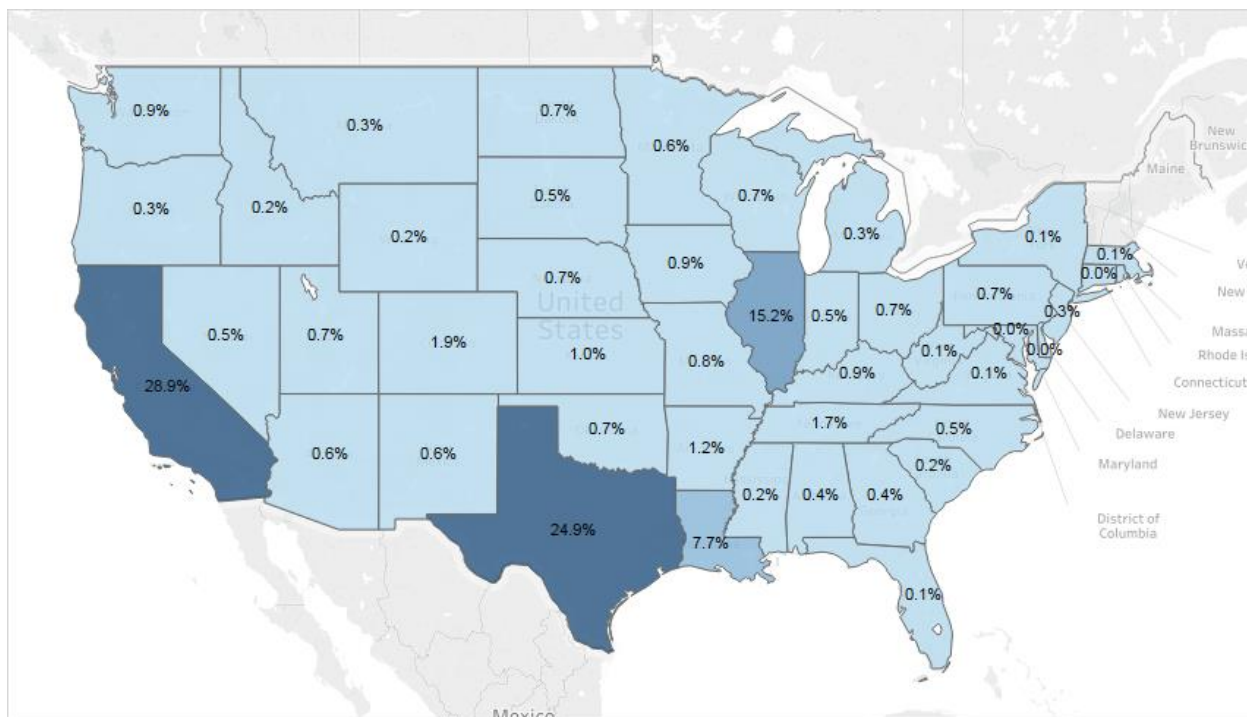 New
Brunswic
Maine
0.9%
0.3%
0.7%
0.6%
0.7%
0.3%
0.1%
0.1%
0.0%
0.3%
0.2%
0.2%
0.5%
0.9%
0.7%
United
States
0.5%
0.7%
1.9%
1.0%
0.8%
15.2%
0.5%
0.7%
0.7%
0.3%
0.0%
0.0%
0.1%
0.1%
0.9%
28.9%
0.6%
0.6%
0.7%
1.2%
1.7%
0.5%
0.2%
24.9%
7.7%
0.2%
0.4%
0.4%
0.1%
V
New
Massa
Rhode Is
Connecticut
New Jersey
Delaware
Maryland
District of
Columbia
Mexico